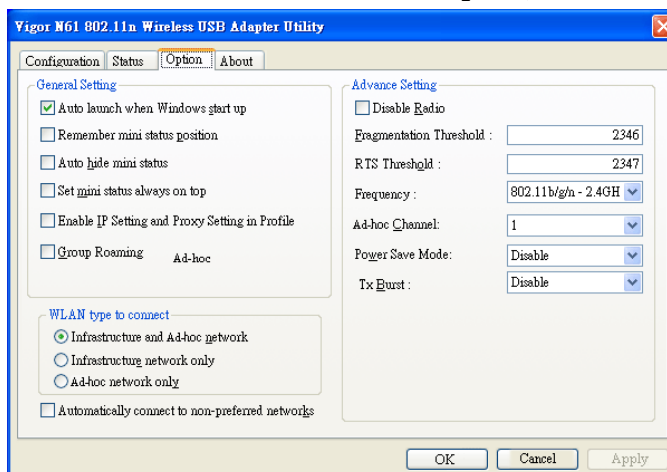 Vigor N61 802.11n Wireless USB Adapter Utility
Configuration Status Option About
General Setting
Auto launch when Windows start up
Remember mini status position
Auto hide mini status
Set mini status always on top
Enable IP Setting and Proxy Setting in Profile
Group Roaming Ad-hoc
WLAN type to connect
Infrastructure and Ad-hoc network
Infrastructure network only
Ad-hoc network only
Automatically connect to non-preferred networks
Advance Setting
Disable Radio
Fragmentation Threshold : 2346
RTS Threshold : 2347
Frequency : 802.11b/g/n - 2.4GH
Ad-hoc Channel: 1
Power Save Mode: Disable
Tx Burst : Disable
OK Cancel Apply